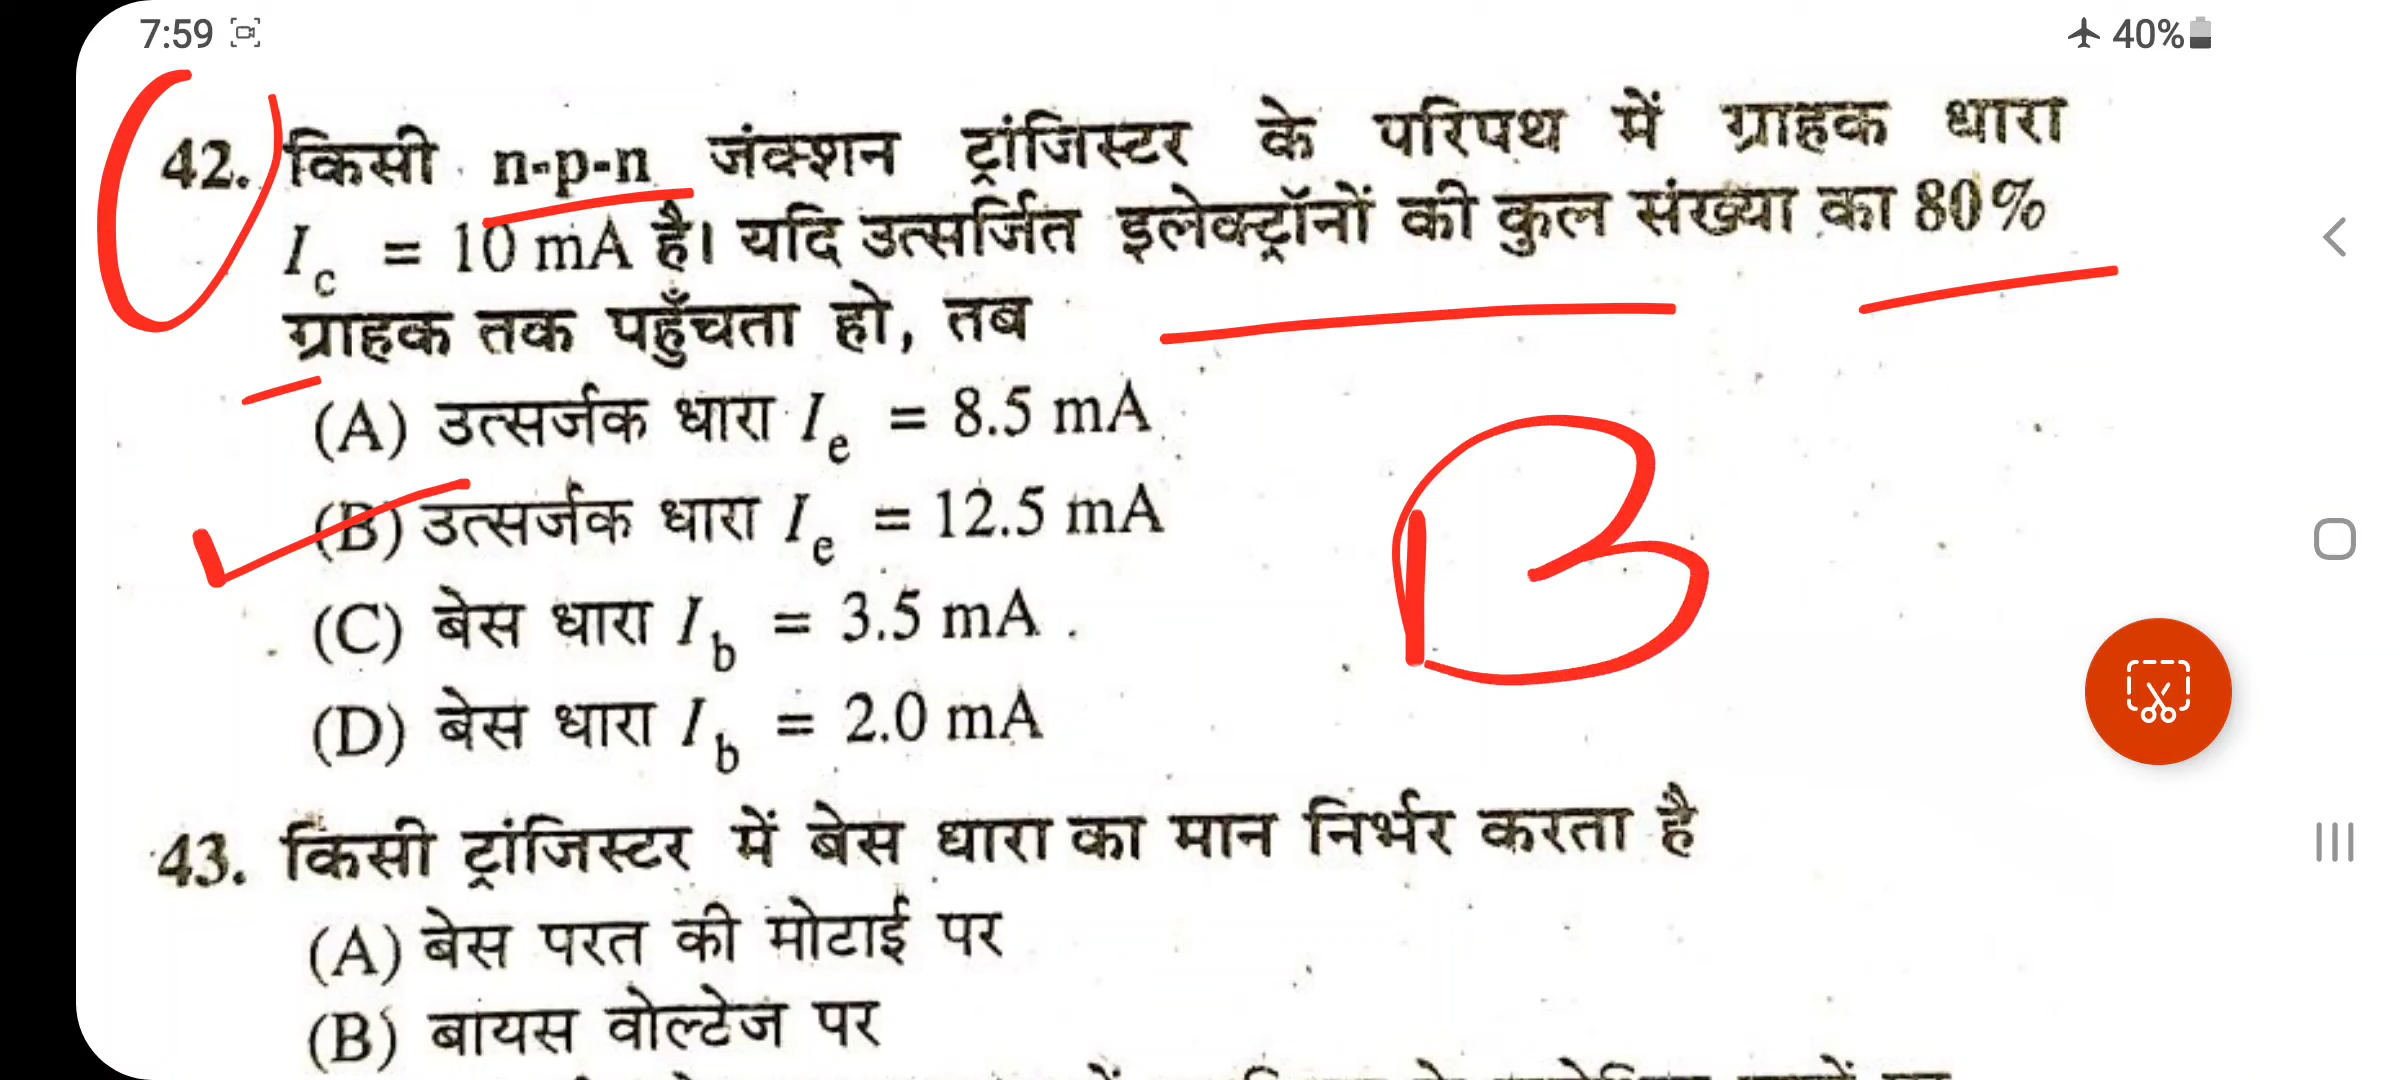 7:59
40%
42. किसी n-p-n जंक्शन ट्रांजिस्टर के परिपथ में ग्राहक धारा
I_c = 10 mA है। यदि उत्सर्जित इलेक्ट्रॉनों की कुल संख्या का 80%
ग्राहक तक पहुँचता हो, तब
(A) उत्सर्जक धारा I_e = 8.5 mA
(B) उत्सर्जक धारा I_e = 12.5 mA
(C) बेस धारा I_b = 3.5 mA
(D) बेस धारा I_b = 2.0 mA
B
43. किसी ट्रांजिस्टर में बेस धारा का मान निर्भर करता है
(A) बेस परत की मोटाई पर
(B) बायस वोल्टेज पर